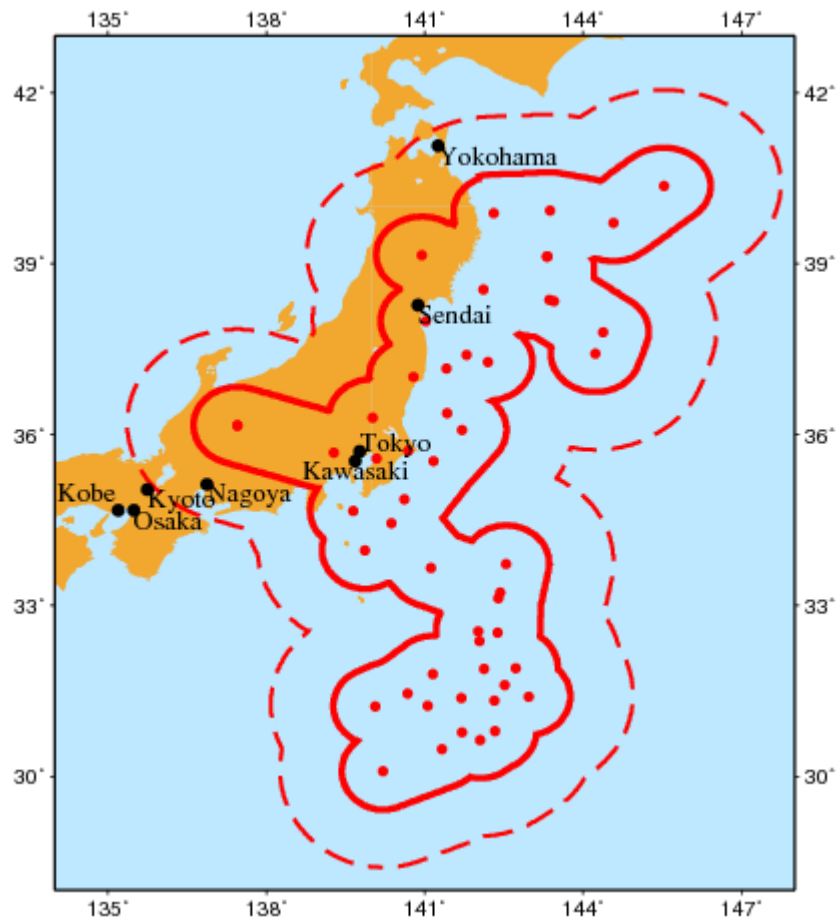 135° 138° 141° 144° 147°
42° 42°
Yokohama
39° 39°
Sendai
36° 36°
Tokyo
Kawasaki
Kobe Kyoto Nagoya
Osaka
33° 33°
30° 30°
135° 138° 141° 144° 147°